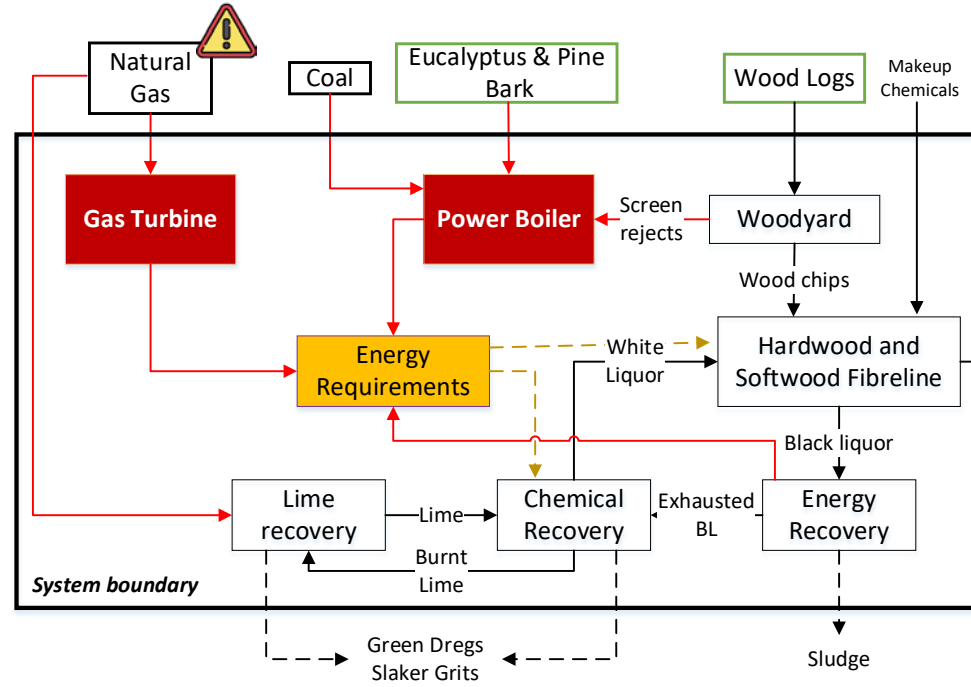 Natural
Gas
Coal
Eucalyptus & Pine
Bark
Wood Logs
Makeup
Chemicals
Gas Turbine
Power Boiler
Screen
rejects
Woodyard
Wood chips
Energy
Requirements
White
Liquor
Hardwood and
Softwood Fibreline
Black liquor
Lime
recovery
Lime
Chemical
Recovery
Exhausted
BL
Energy
Recovery
Burnt
Lime
System boundary
Green Dregs
Slaker Grits
Sludge